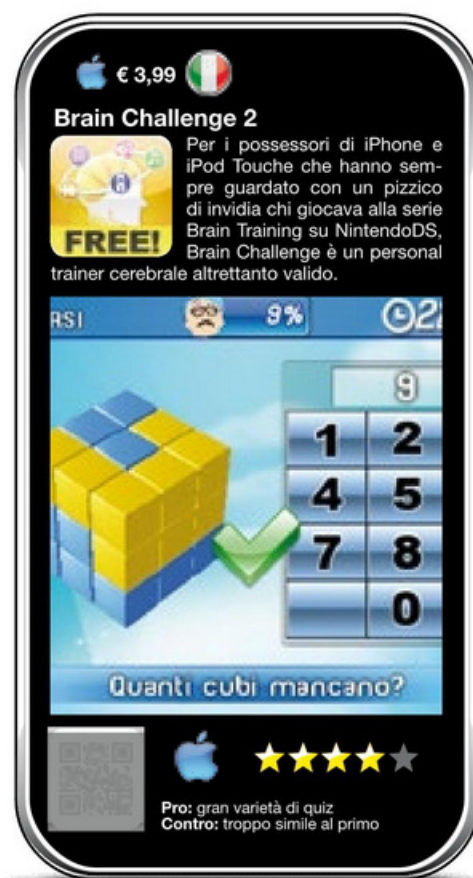 € 3,99
Brain Challenge 2
FREE!
Per i possessori di iPhone e
iPod Touche che hanno sem-
pre guardato con un pizzico
di invidia chi giocava alla serie
Brain Training su NintendoDS,
Brain Challenge è un personal
trainer cerebrale altrettanto valido.
9%
9
1 2
4 5
7 8
0
Quanti cubi mancano?
Pro: gran varietà di quiz
Contro: troppo simile al primo